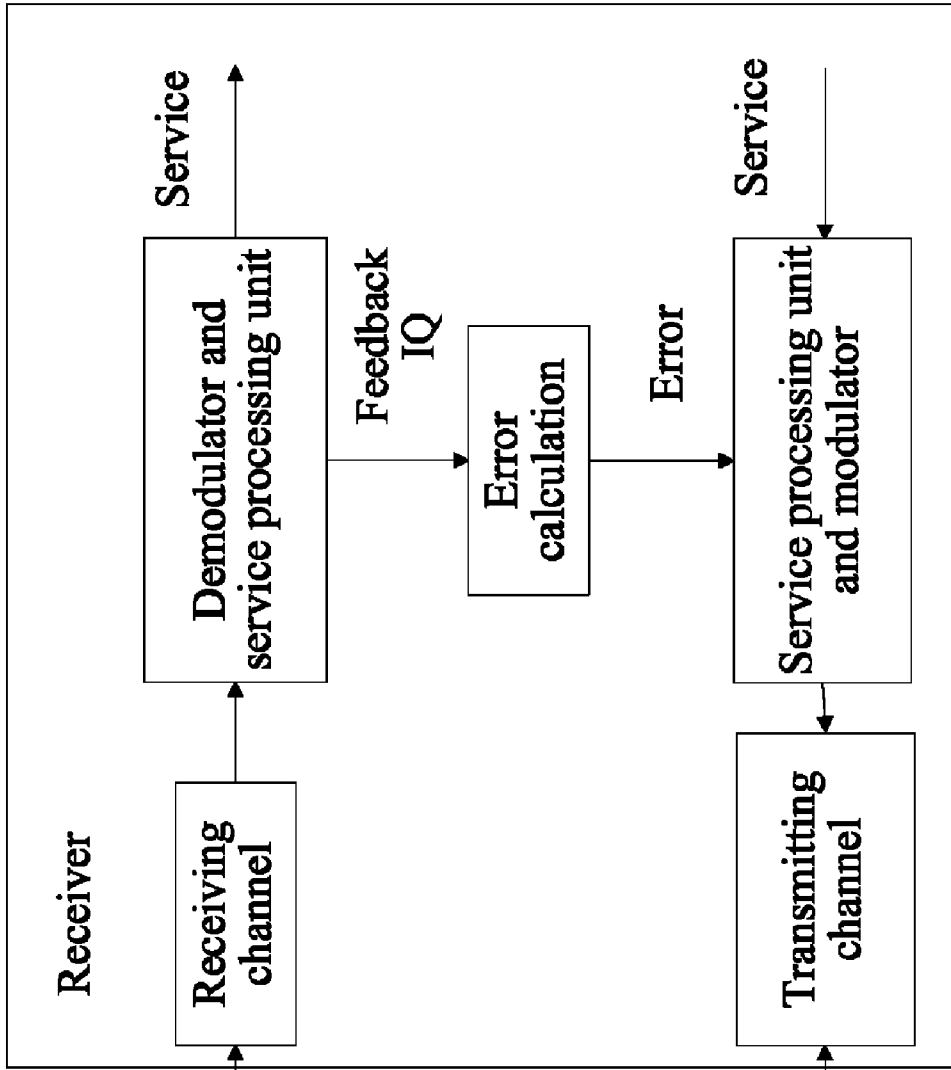 Receiver
Receiving
channel
Demodulator and
service processing unit
Service
Feedback
IQ
Error
calculation
Error
Transmitting
channel
Service processing unit
and modulator
Service